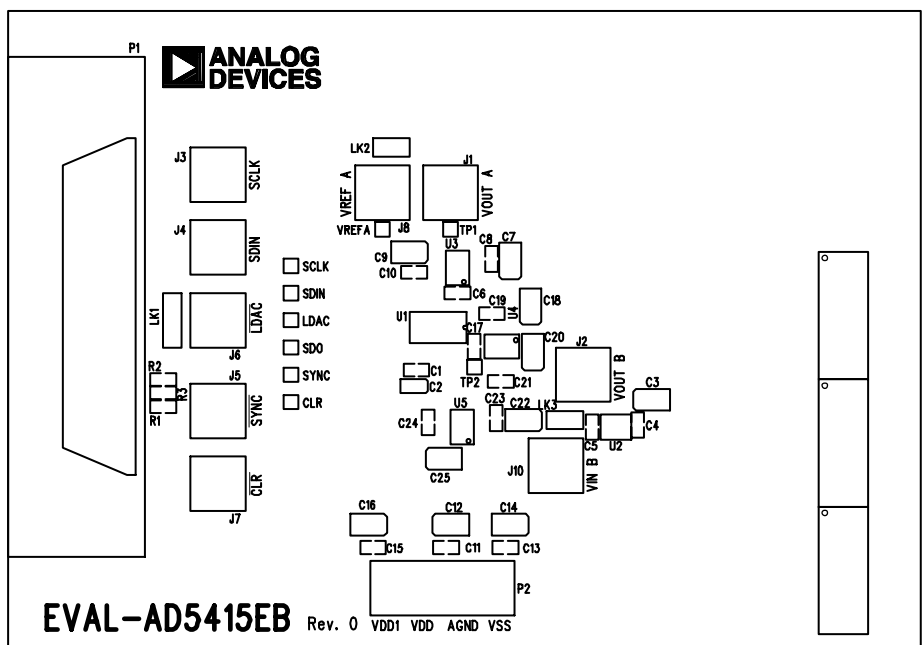 P1
ANALOG
DEVICES
LK2
J3
SCLK
J1
VREF A
VOUT A
J8
VREFA
TP1
J4
SDIN
U3
C8
C7
C9
C10
SCLK
SDIN
C6
C19
U4
C18
LK1
LDAC
LDAC
U1
C17
J6
SDO
C20
J2
VOUT B
R2
J5
SYNC
C1
TP2
C21
R3
C2
C3
R1
SYNC
CLR
U5
C23
C22
LK3
C24
C5
U2
C4
CLR
C25
J10
VIN B
J7
C16
C12
C14
C15
C11
C13
P2
EVAL-AD5415EB Rev. 0 VDD1 VDD AGND VSS